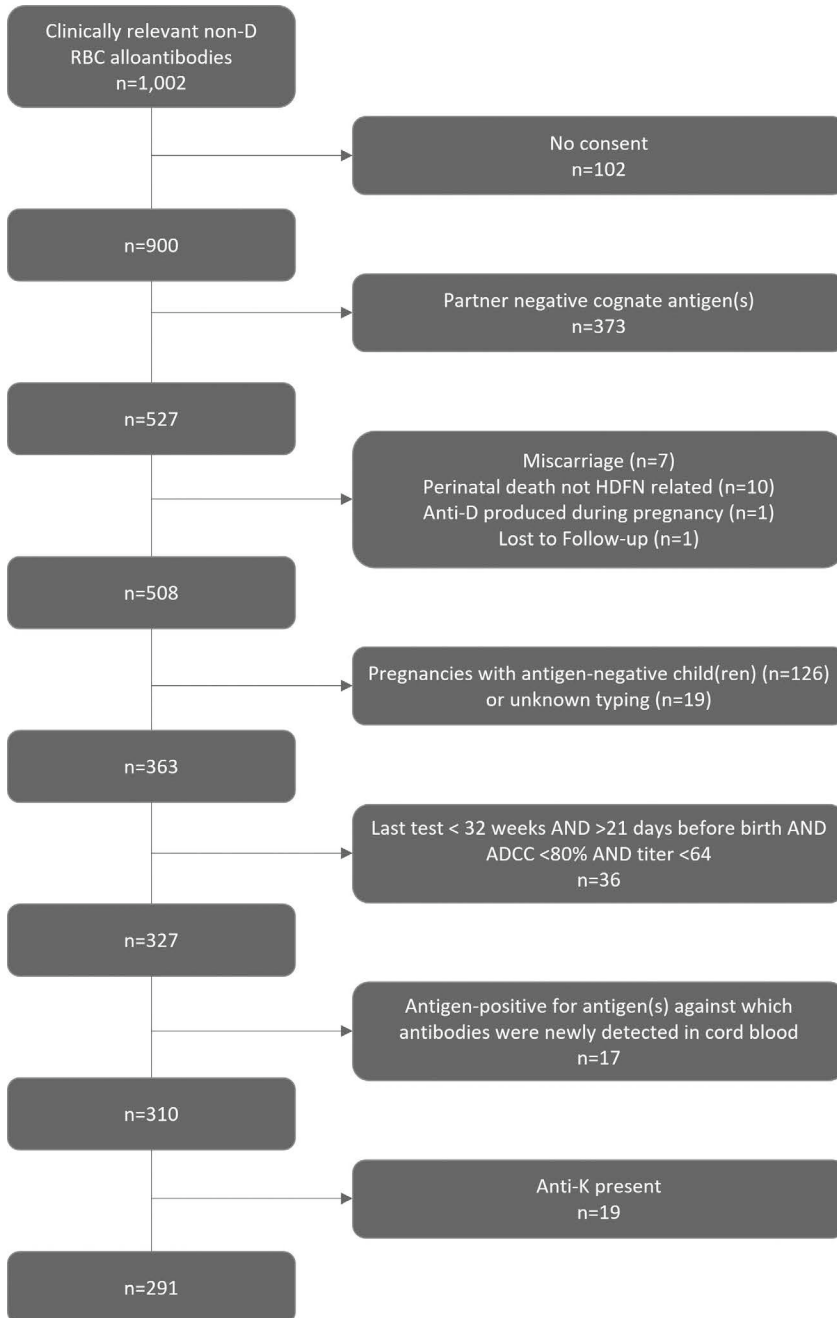 Clinically relevant non-D
RBC alloantibodies
n=1,002
No consent
n=102
n=900
Partner negative cognate antigen(s)
n=373
n=527
Miscarriage (n=7)
Perinatal death not HDFN related (n=10)
Anti-D produced during pregnancy (n=1)
Lost to Follow-up (n=1)
n=508
Pregnancies with antigen-negative child(ren) (n=126)
or unknown typing (n=19)
n=363
Last test < 32 weeks AND >21 days before birth AND
ADCC <80% AND titer <64
n=36
n=327
Antigen-positive for antigen(s) against which
antibodies were newly detected in cord blood
n=17
n=310
Anti-K present
n=19
n=291